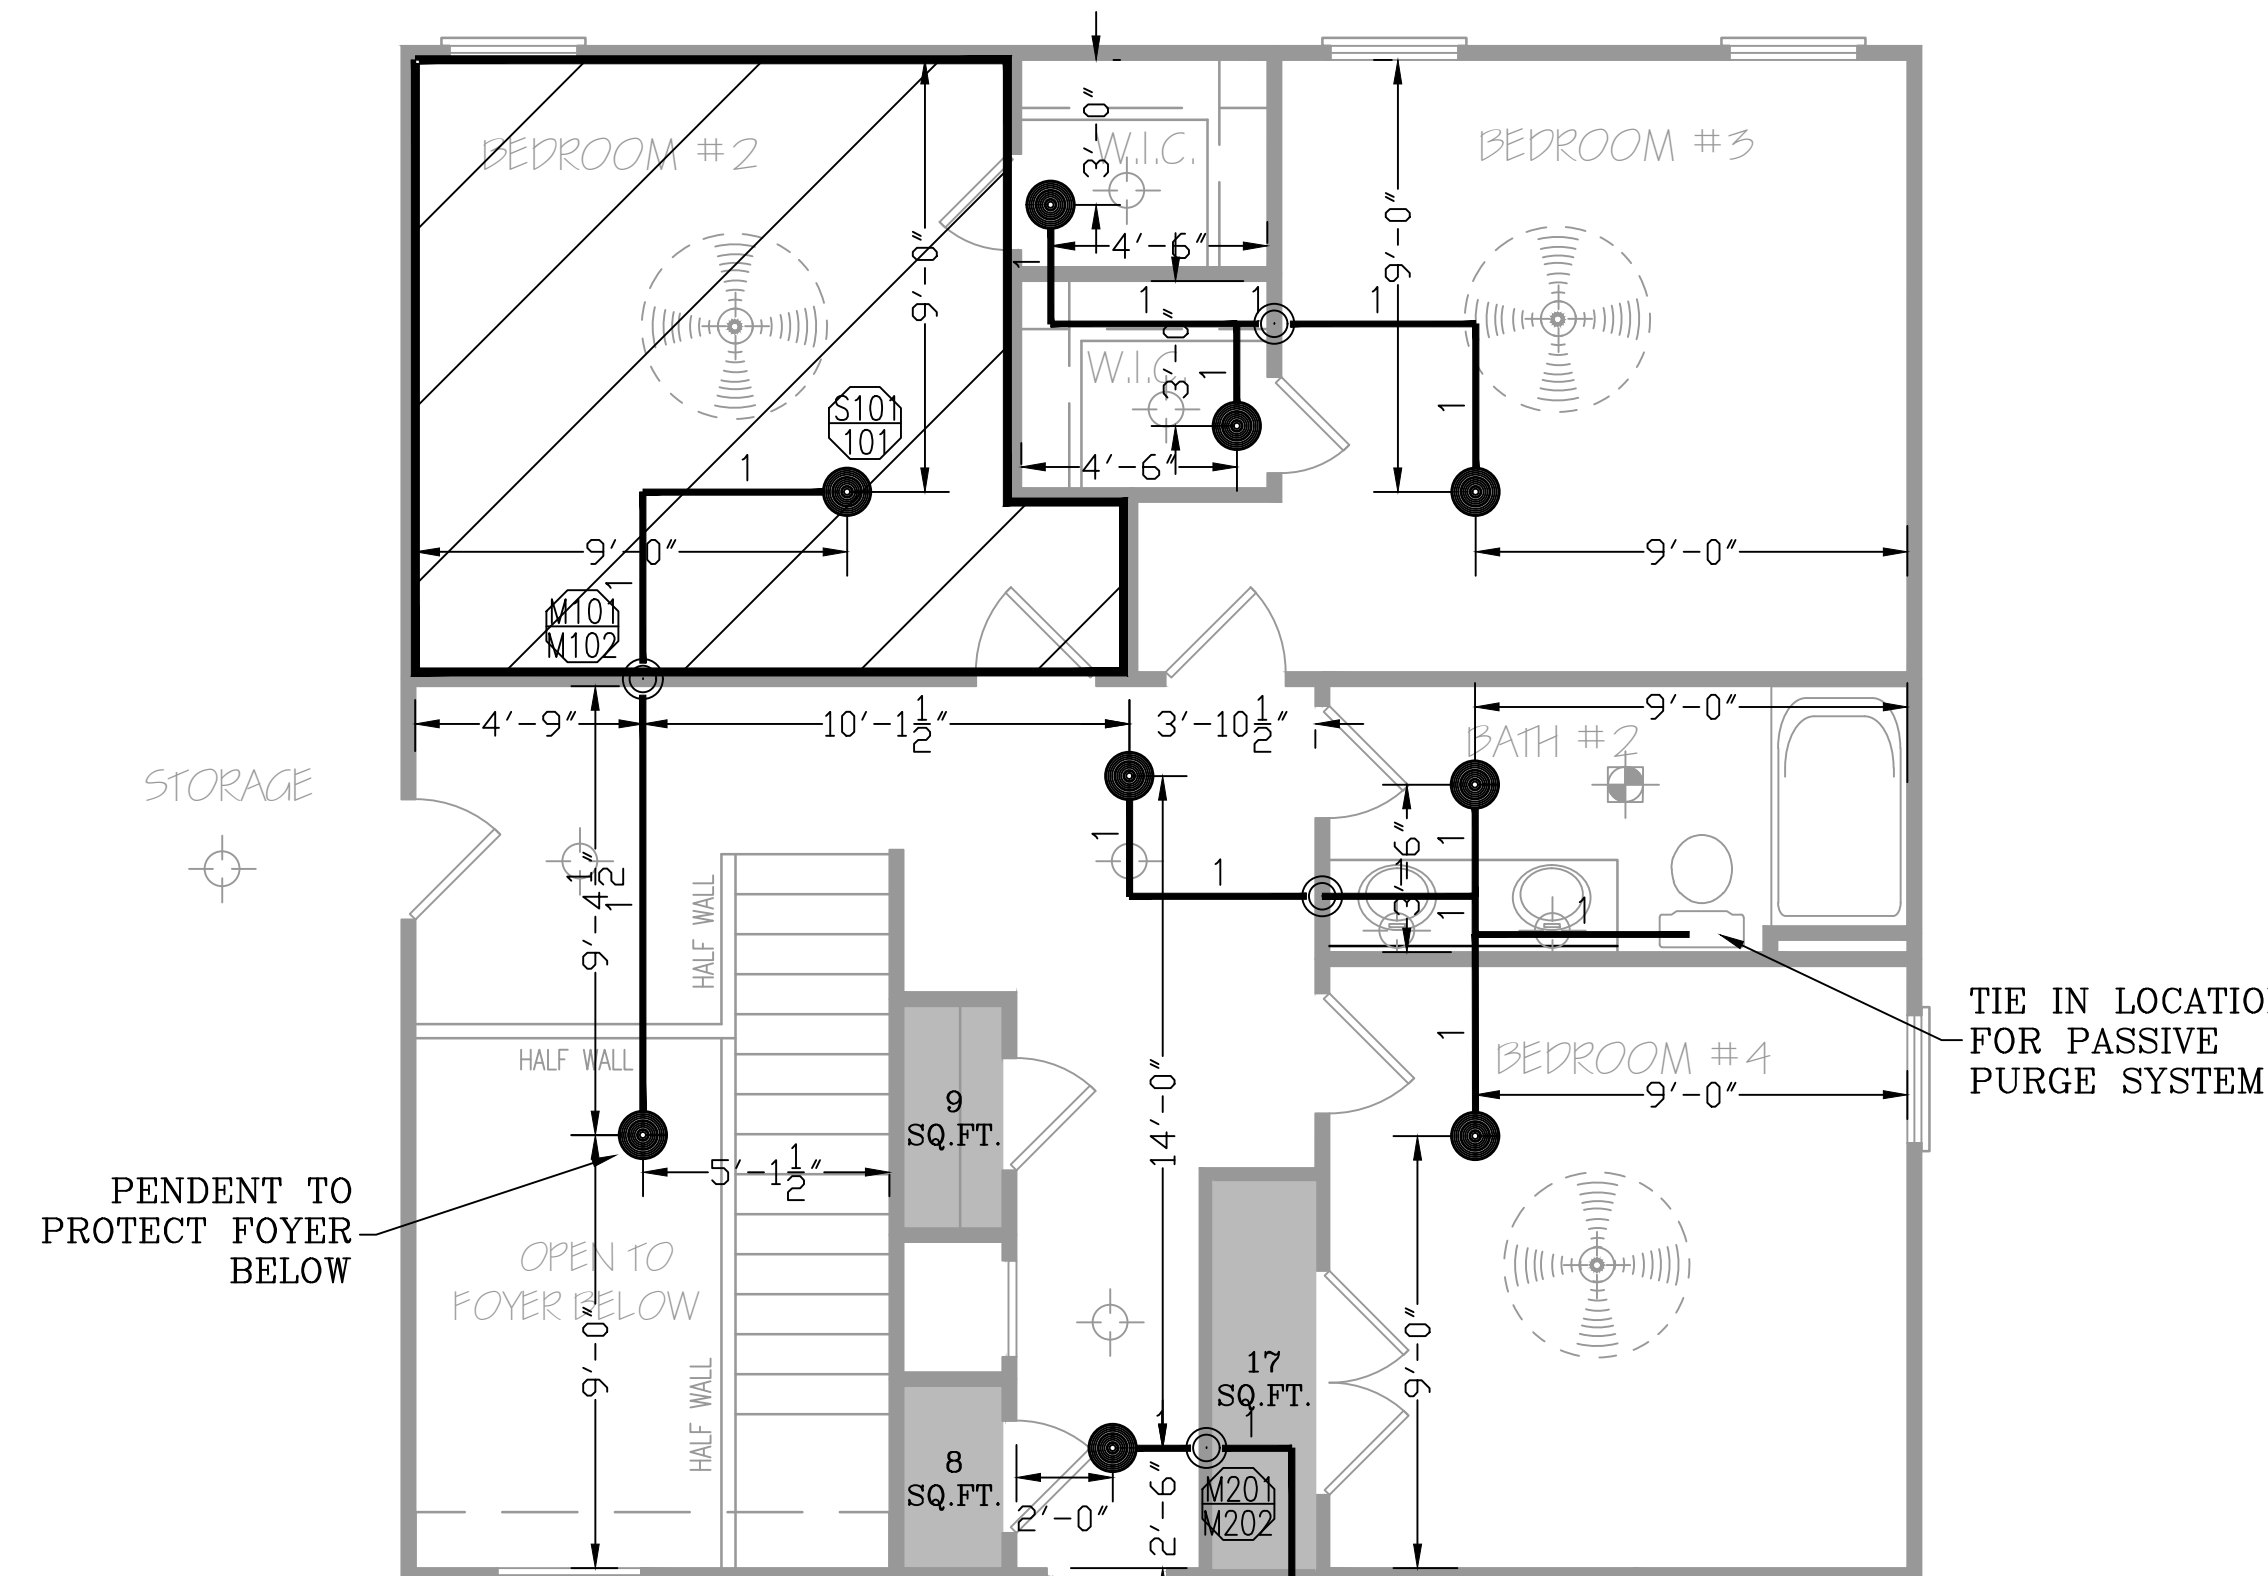 BEDROOM #2
W.I.C.
BEDROOM #3
3'-0"
9'-0"
9'-0"
4'-6"
1
1
1
1
3'-0"
W.I.C.
1
1
S101
101
4'-6"
1
9'-0"
9'-0"
1
M101
M102
4'-9"
10'-1 1/2"
3'-10 1/2"
9'-0"
BATH #2
STORAGE
1
3'-6"
1
1
1
9'-4 1/2"
1
1
1
HALF WALL
TIE IN LOCATIO
FOR PASSIVE
PURGE SYSTEM
1
BEDROOM #4
HALF WALL
9'-0"
9
SQ.FT.
14'-0"
5'-1 1/2"
PENDENT TO
PROTECT FOYER
BELOW
OPEN TO
FOYER BELOW
9'-0"
HALF WALL
17
SQ.FT.
9'-0"
1
1
8
SQ.FT.
2'-0"
2'-6"
M201
M202